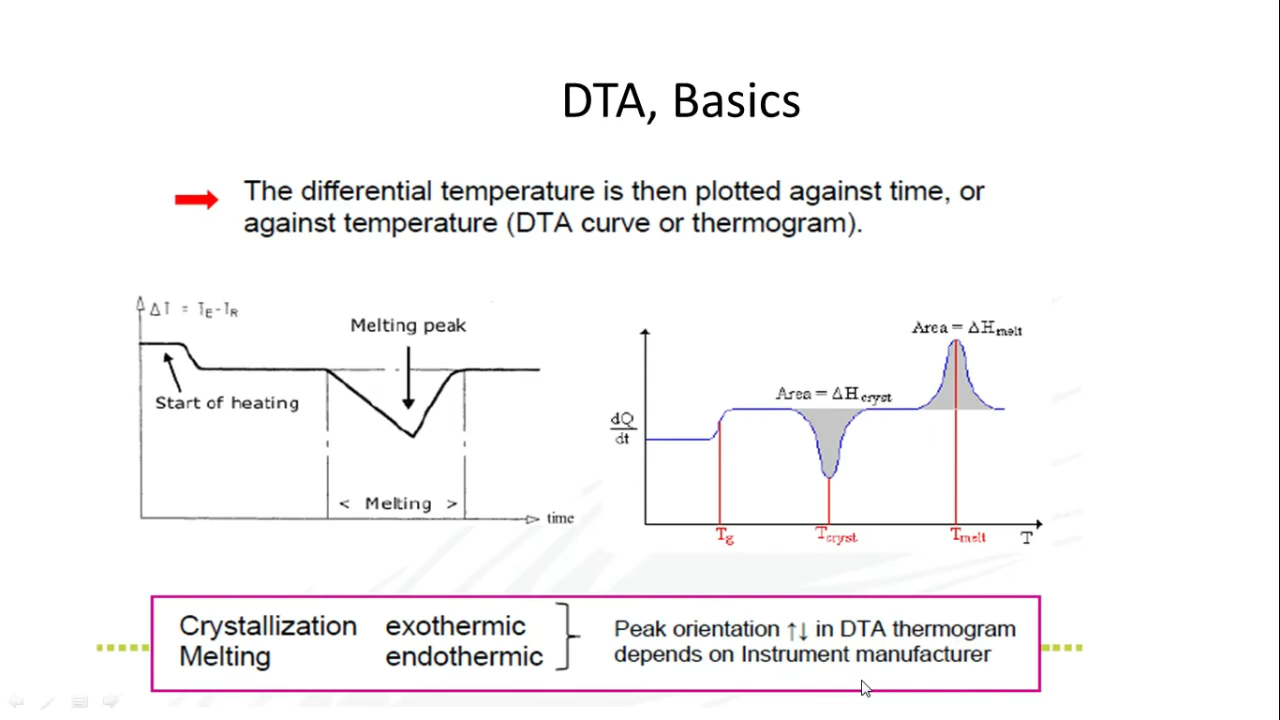 DTA, Basics
The differential temperature is then plotted against time, or
against temperature (DTA curve or thermogram).
ΔT = TE-TR
Melting peak
Start of heating
< Melting >
time
Area = ΔHmelt
Area = ΔHcryst
dQ
dt
Tg
Tcryst
Tmelt
T
Crystallization exothermic
Melting endothermic
Peak orientation ↑↓ in DTA thermogram
depends on Instrument manufacturer